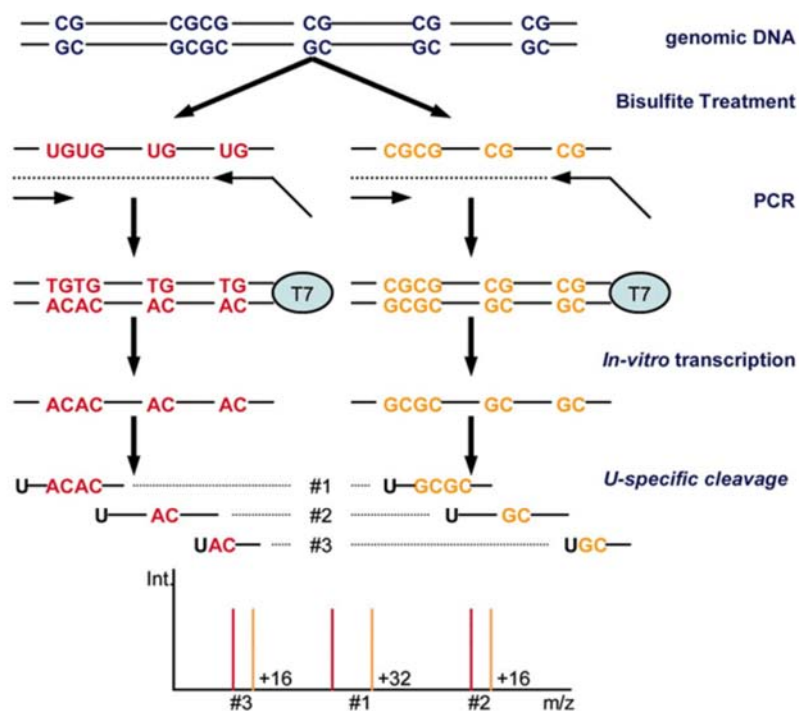 CG CGCG CG CG CG
GC GCGC GC GC GC
genomic DNA
Bisulfite Treatment
UGUG UG UG CGCG CG CG
PCR
TGTG TG TG CGCG CG CG
ACAC AC AC T7 GCGC GC GC T7
In-vitro transcription
ACAC AC AC GCGC GC GC
U-specific cleavage
U ACAC #1 U GCGC
U AC #2 U GC
UAC #3 UGC
Int.
+16 +32 +16
#3 #1 #2 m/z